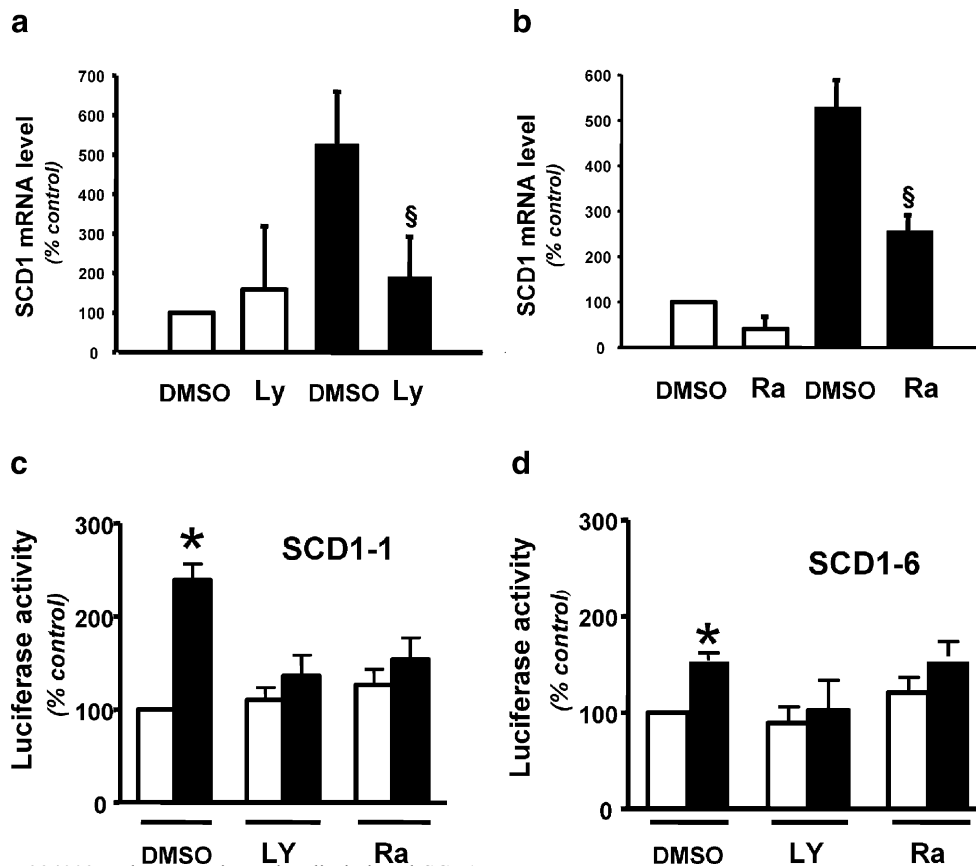 a
SCD1 mRNA level
(% control)
700
600
500
400
300
200
100
0
§
DMSO Ly DMSO Ly
b
SCD1 mRNA level
(% control)
600
500
400
300
200
100
0
§
DMSO Ra DMSO Ra
c
Luciferase activity
(% control)
300
200
100
0
*
SCD1-1
DMSO LY Ra
d
Luciferase activity
(% control)
300
200
100
0
*
SCD1-6
DMSO LY Ra